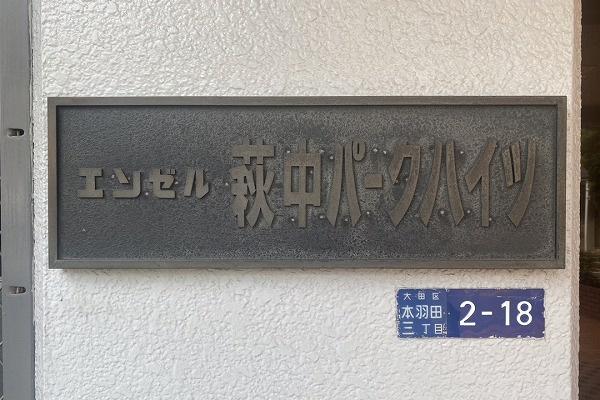 エンゼル萩中パークハイツ
大田区
本羽田
三丁目
2-18